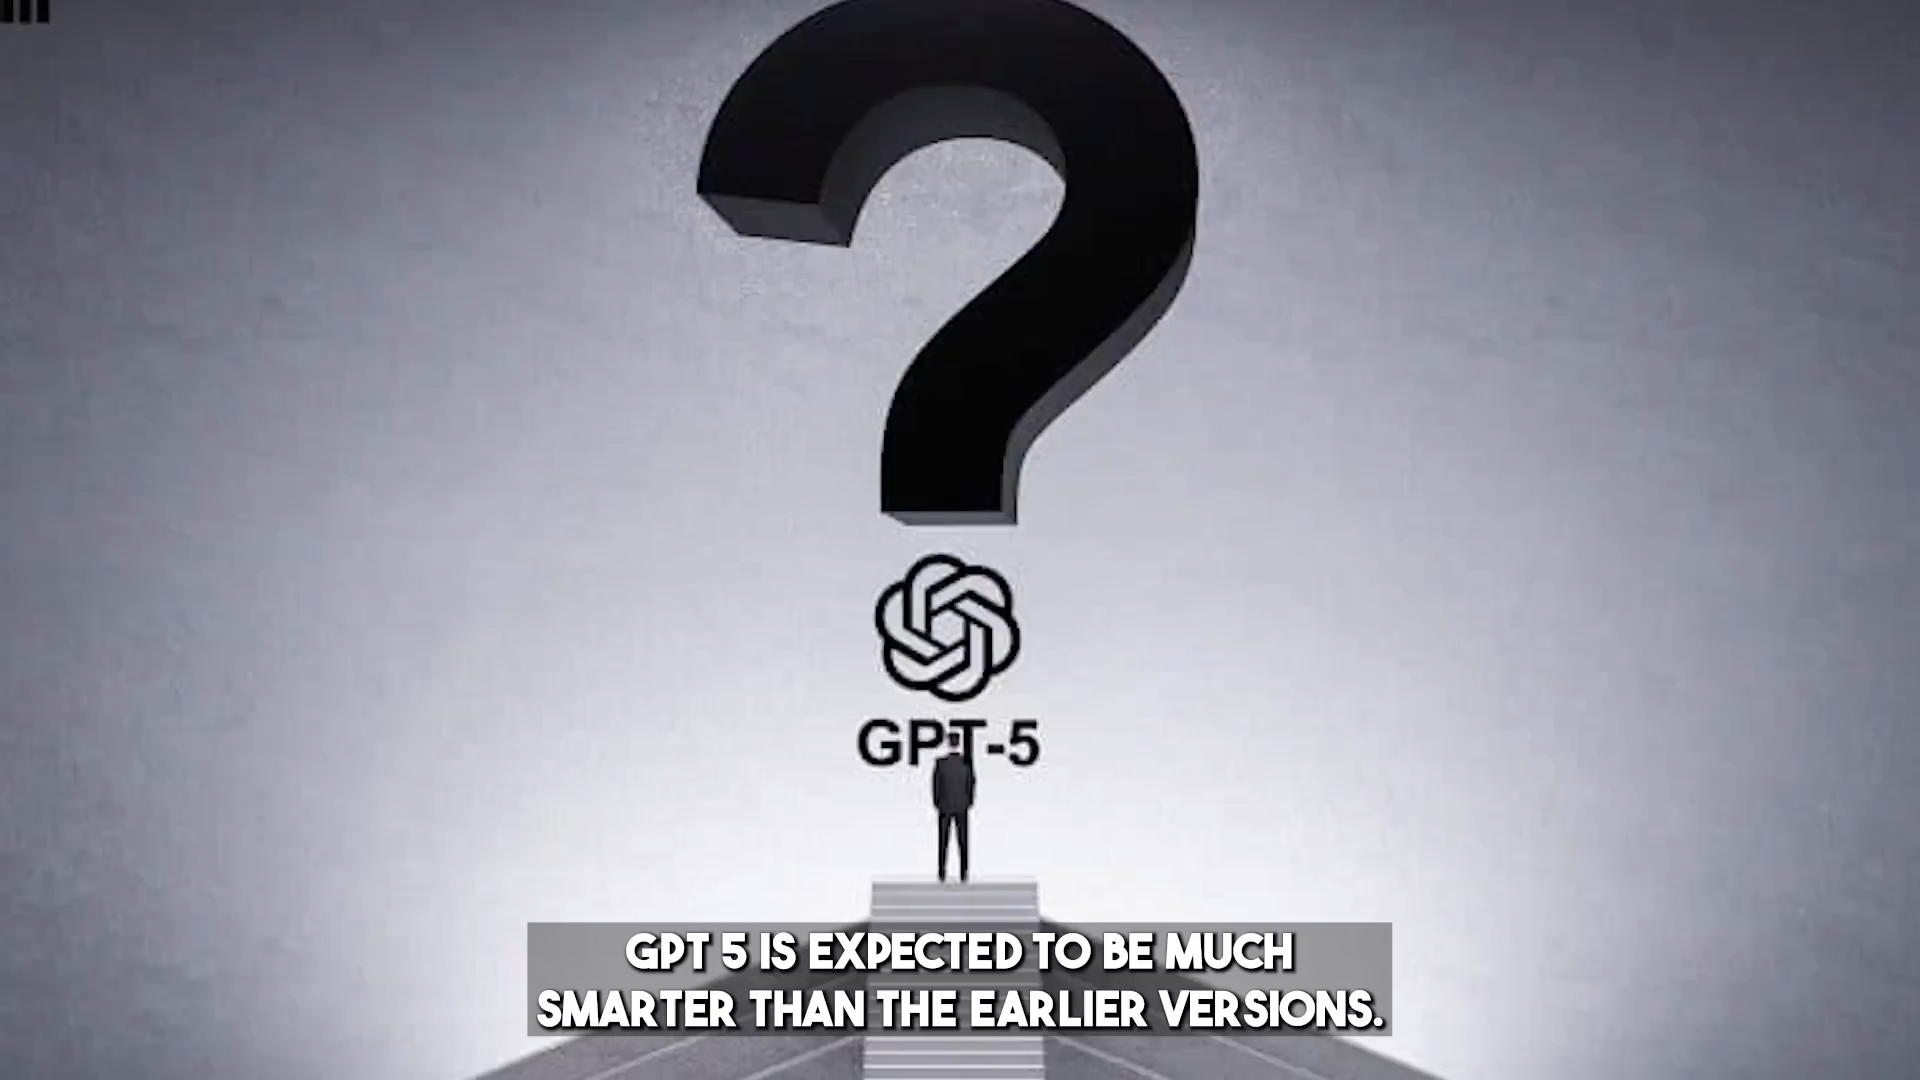 GPT-5
GPT 5 IS EXPECTED TO BE MUCH
SMARTER THAN THE EARLIER VERSIONS.